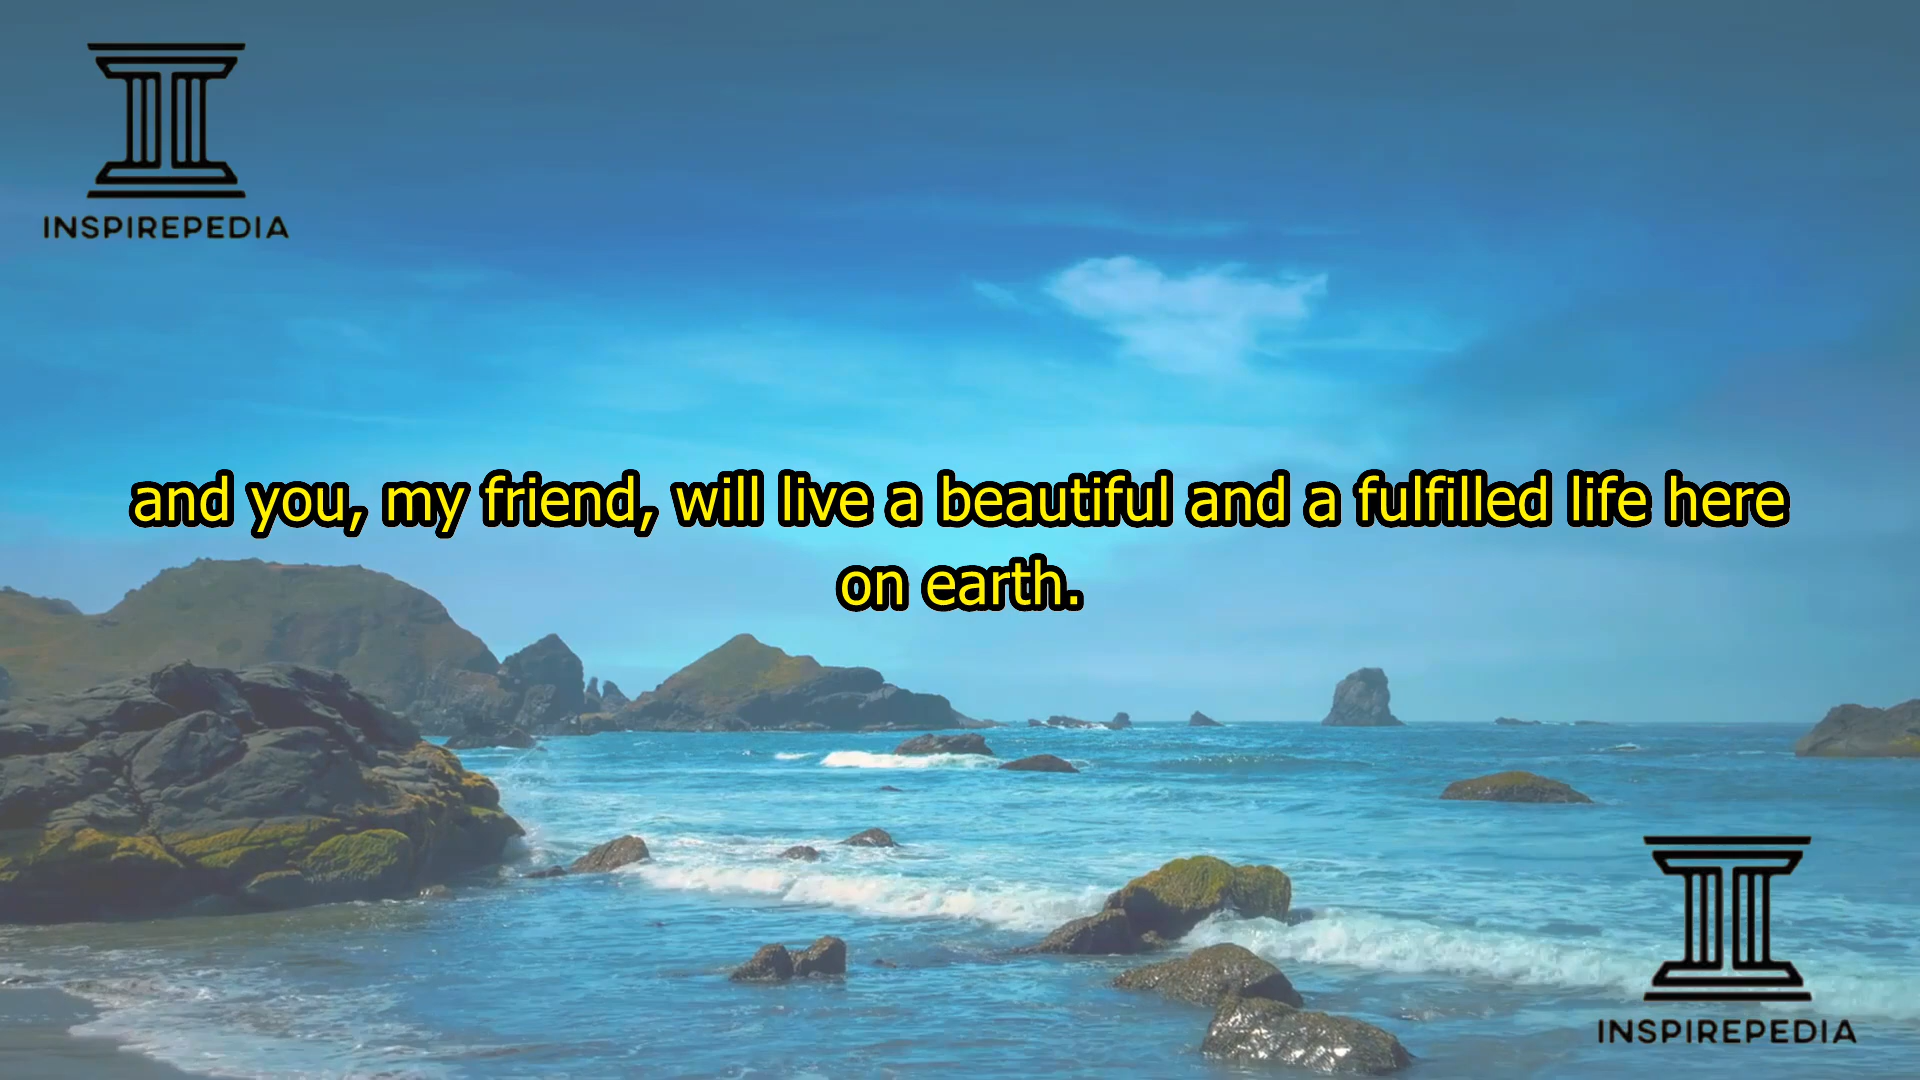 INSPIREPEDIA
and you, my friend, will live a beautiful and a fulfilled life here
on earth.
INSPIREPEDIA